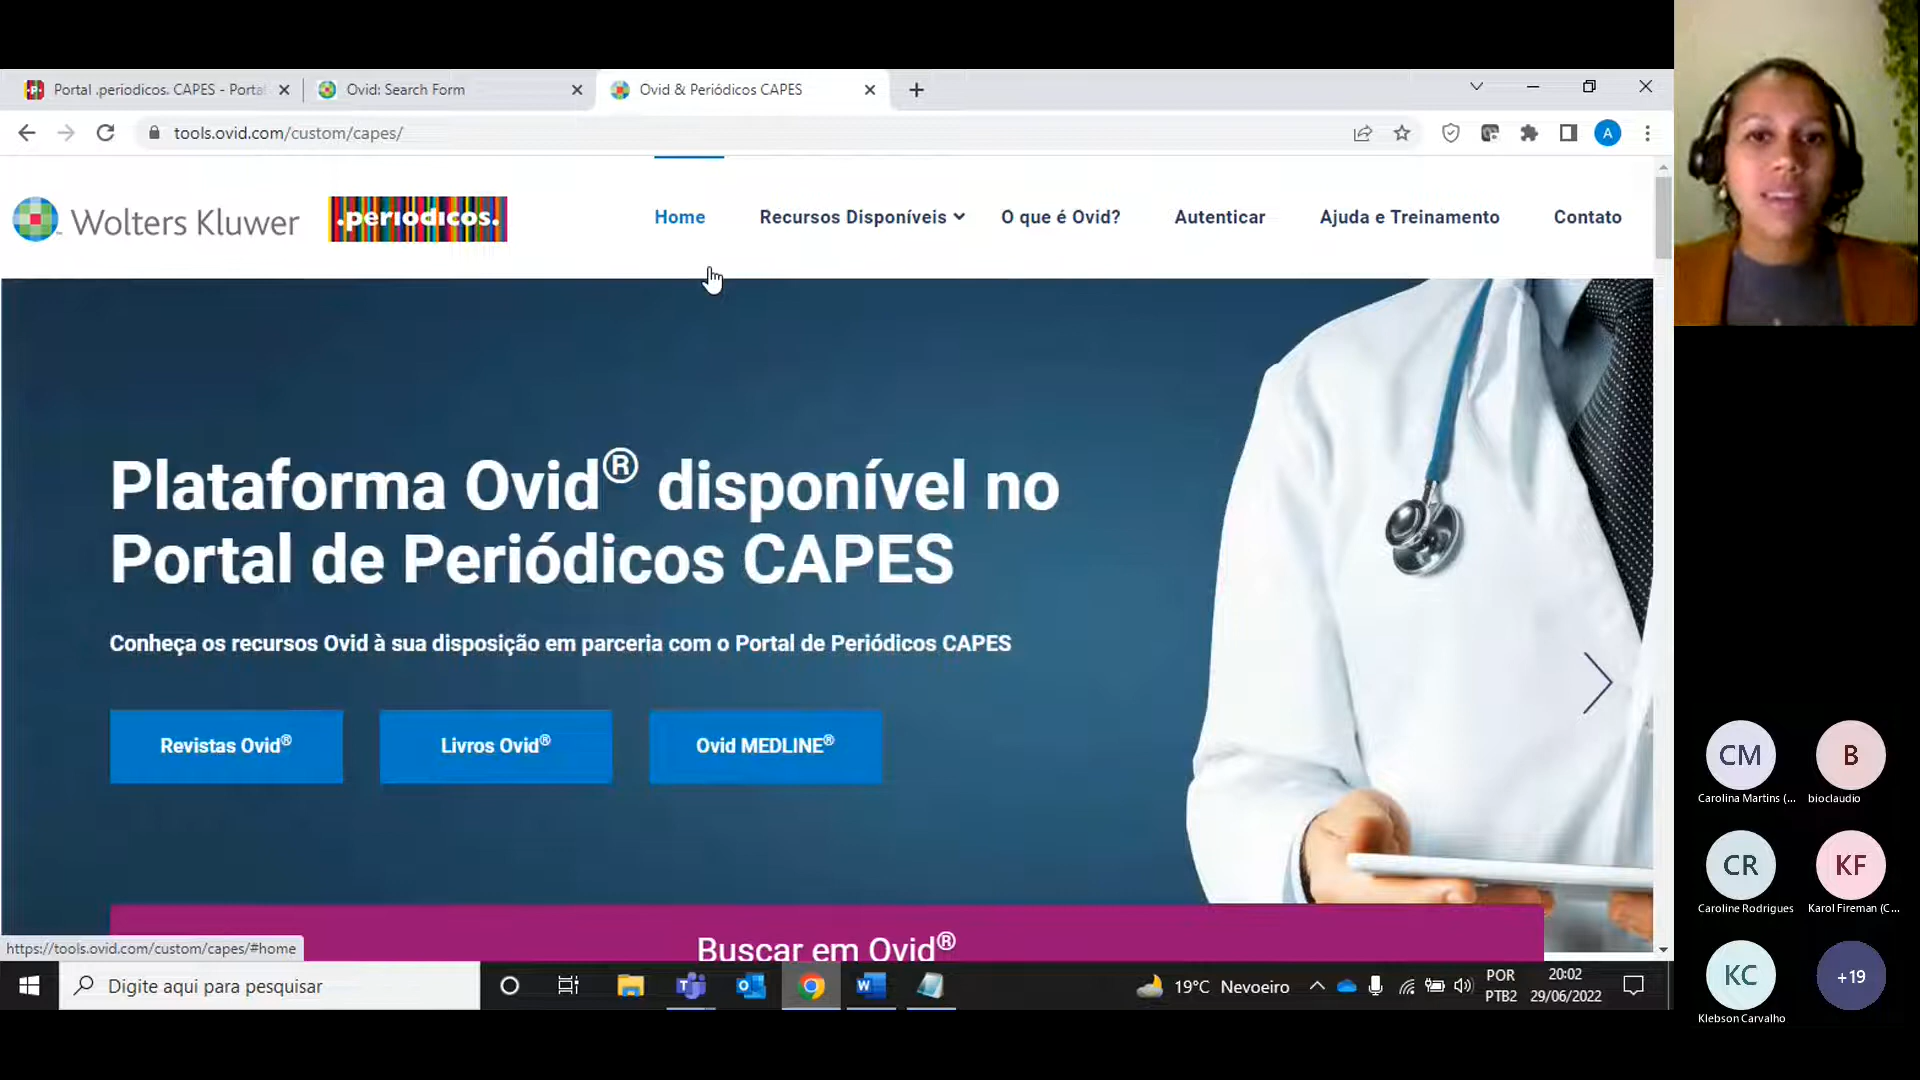 Portal .periodicos. CAPES - Porta
Ovid: Search Form
Ovid & Periódicos CAPES
tools.ovid.com/custom/capes/
A
Wolters Kluwer
.periodicos.
Home
Recursos Disponíveis
O que é Ovid?
Autenticar
Ajuda e Treinamento
Contato
Plataforma Ovid® disponível no
Portal de Periódicos CAPES
Conheça os recursos Ovid à sua disposição em parceria com o Portal de Periódicos CAPES
Revistas Ovid®
Livros Ovid®
Ovid MEDLINE®
Buscar em Ovid®
https://tools.ovid.com/custom/capes/#home
Digite aqui para pesquisar
19°C Nevoeiro
POR
PTB2
20:02
29/06/2022
CM
Carolina Martins (...
B
bioclaudio
CR
Caroline Rodrigues
KF
Karol Fireman (C...
KC
Klebson Carvalho
+19